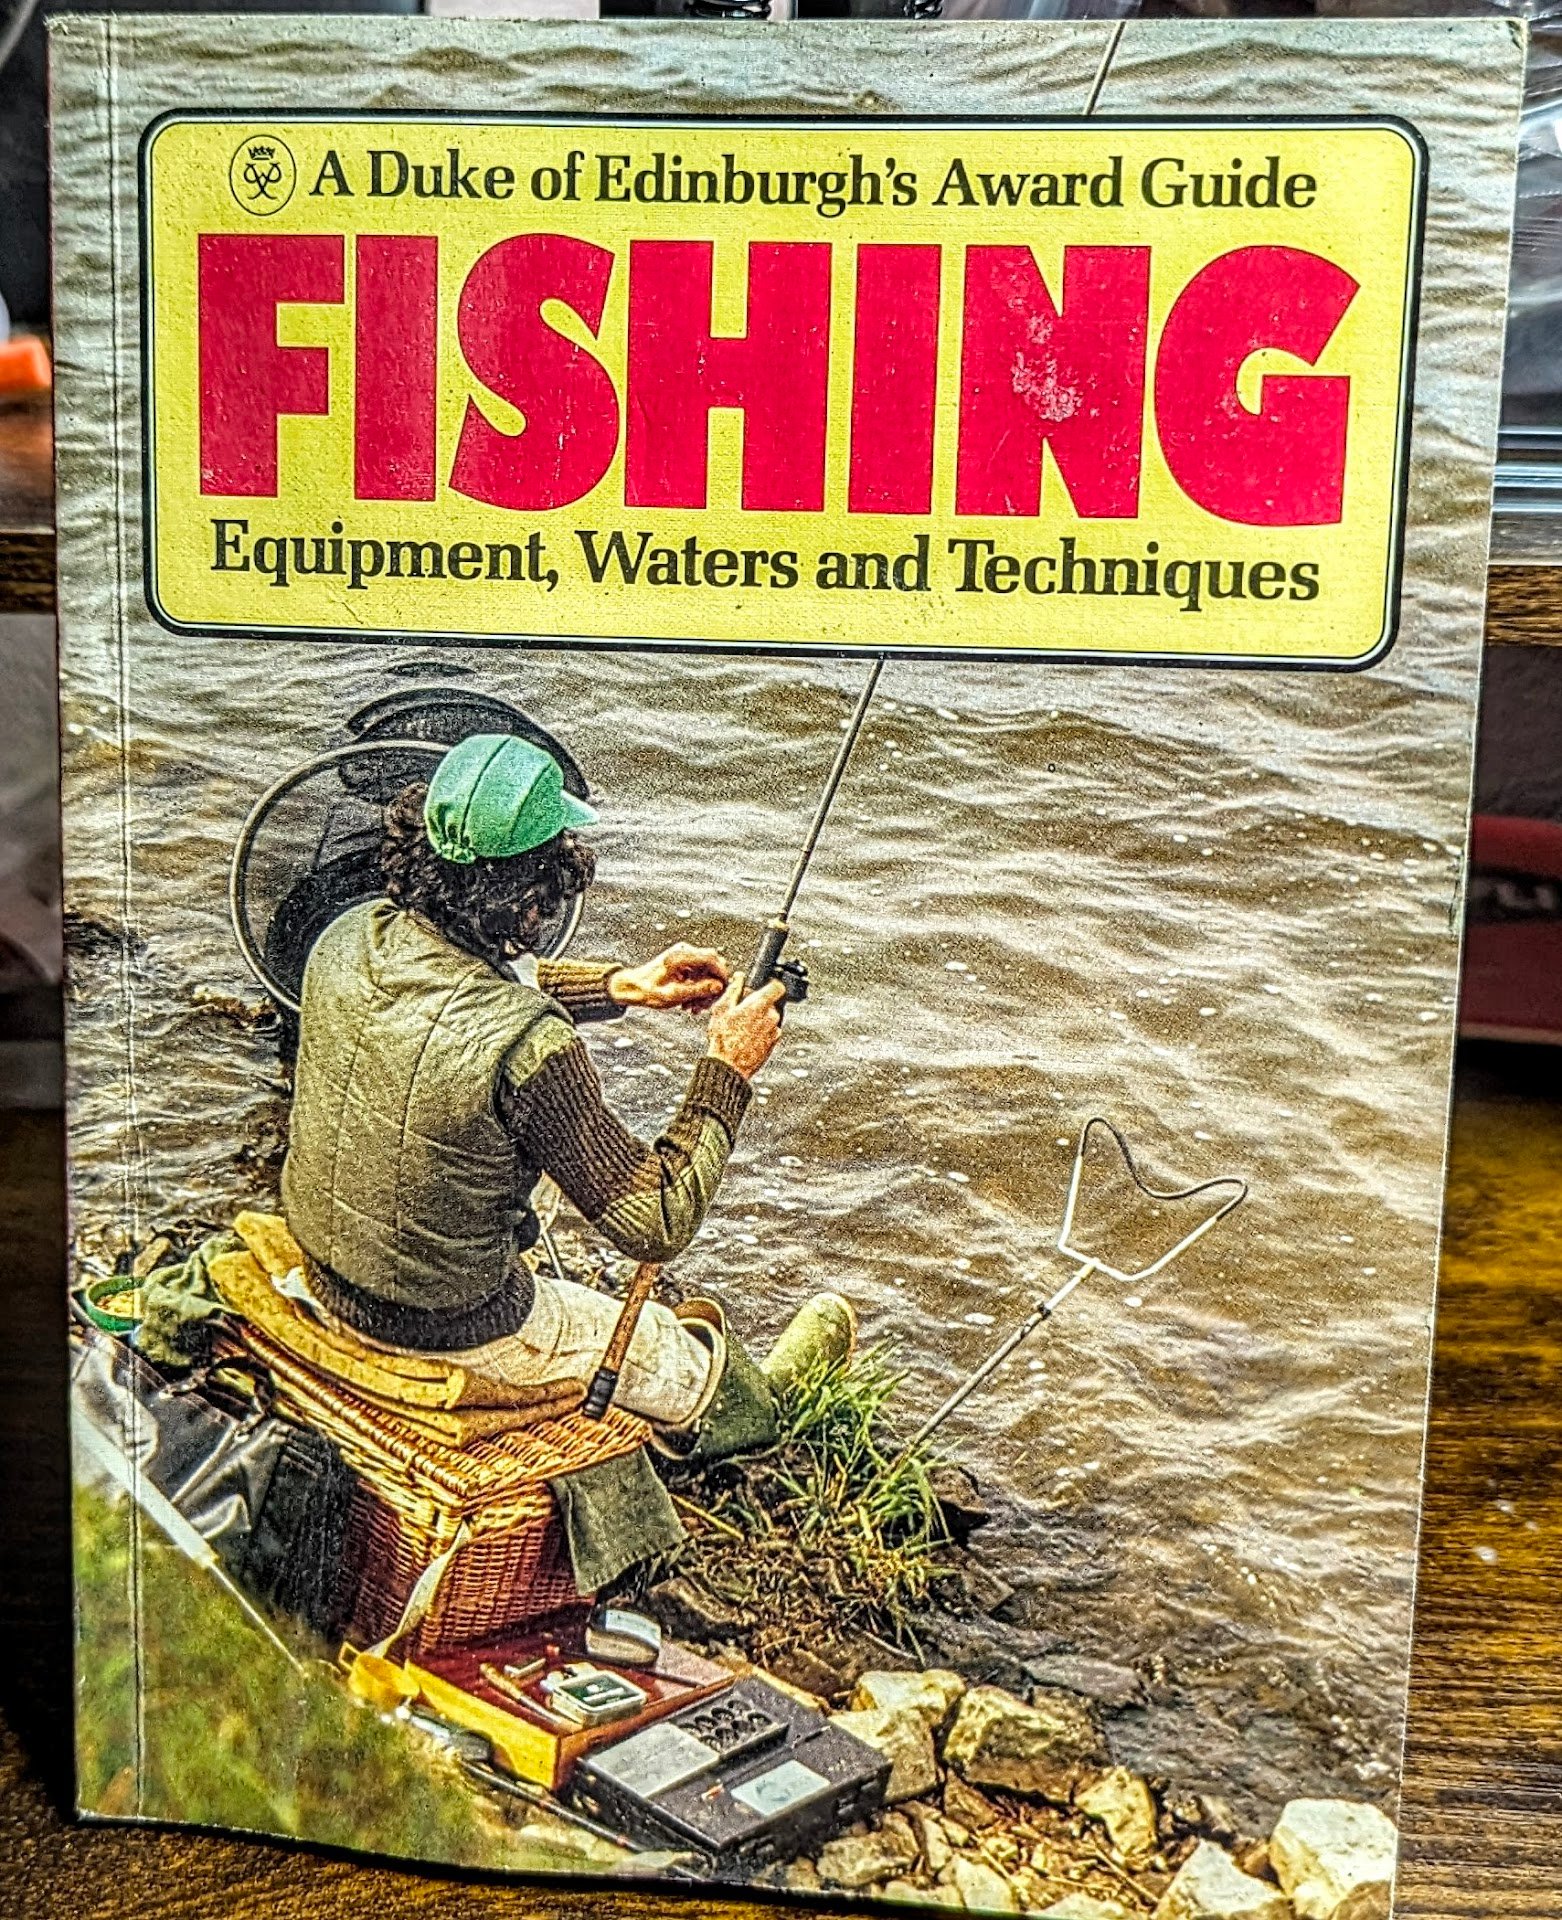 A Duke of Edinburgh's Award Guide
FISHING
Equipment, Waters and Techniques